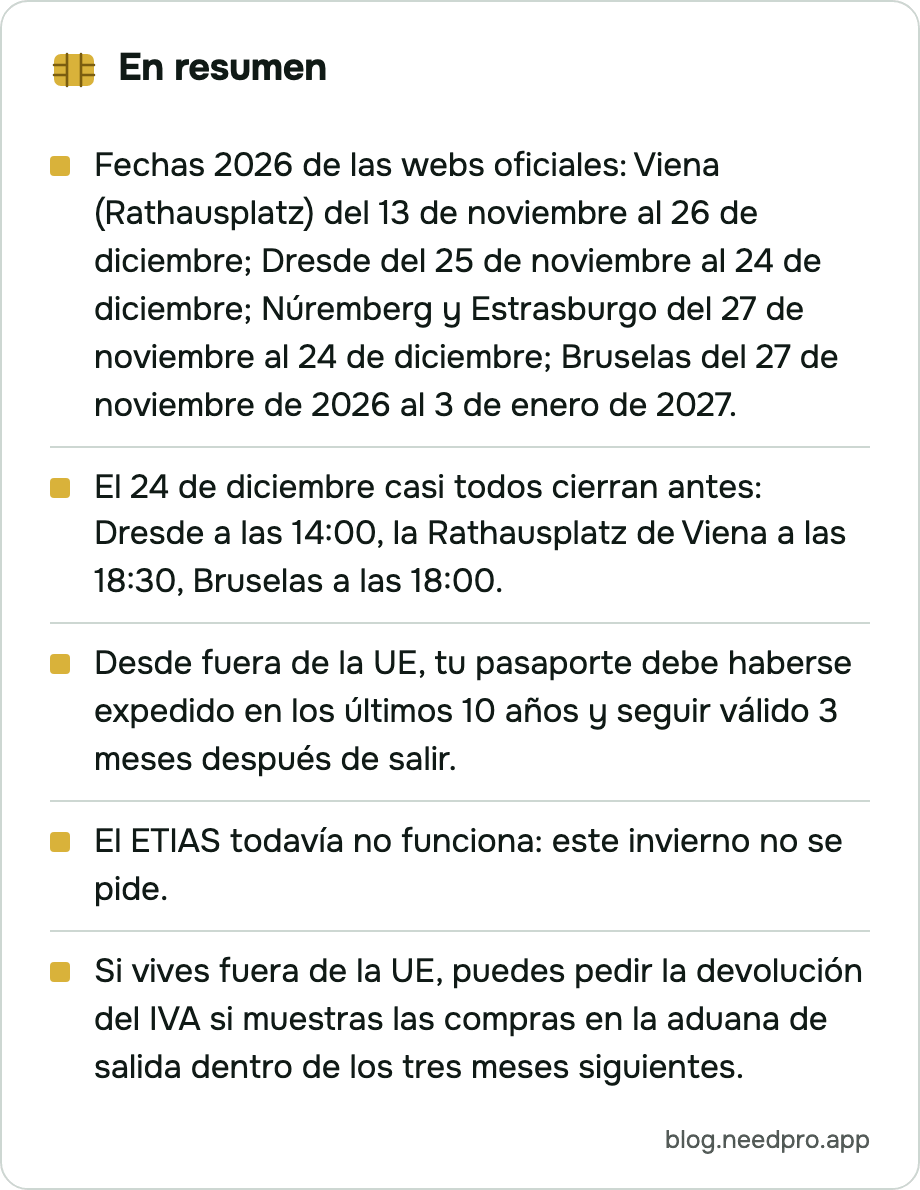 En resumen
Fechas 2026 de las webs oficiales: Viena
(Rathausplatz) del 13 de noviembre al 26 de
diciembre; Dresde del 25 de noviembre al 24 de
diciembre; Núremberg y Estrasburgo del 27 de
noviembre al 24 de diciembre; Bruselas del 27 de
noviembre de 2026 al 3 de enero de 2027.
El 24 de diciembre casi todos cierran antes:
Dresde a las 14:00, la Rathausplatz de Viena a las
18:30, Bruselas a las 18:00.
Desde fuera de la UE, tu pasaporte debe haberse
expedido en los últimos 10 años y seguir válido 3
meses después de salir.
El ETIAS todavía no funciona: este invierno no se
pide.
Si vives fuera de la UE, puedes pedir la devolución
del IVA si muestras las compras en la aduana de
salida dentro de los tres meses siguientes.
blog.needpro.app